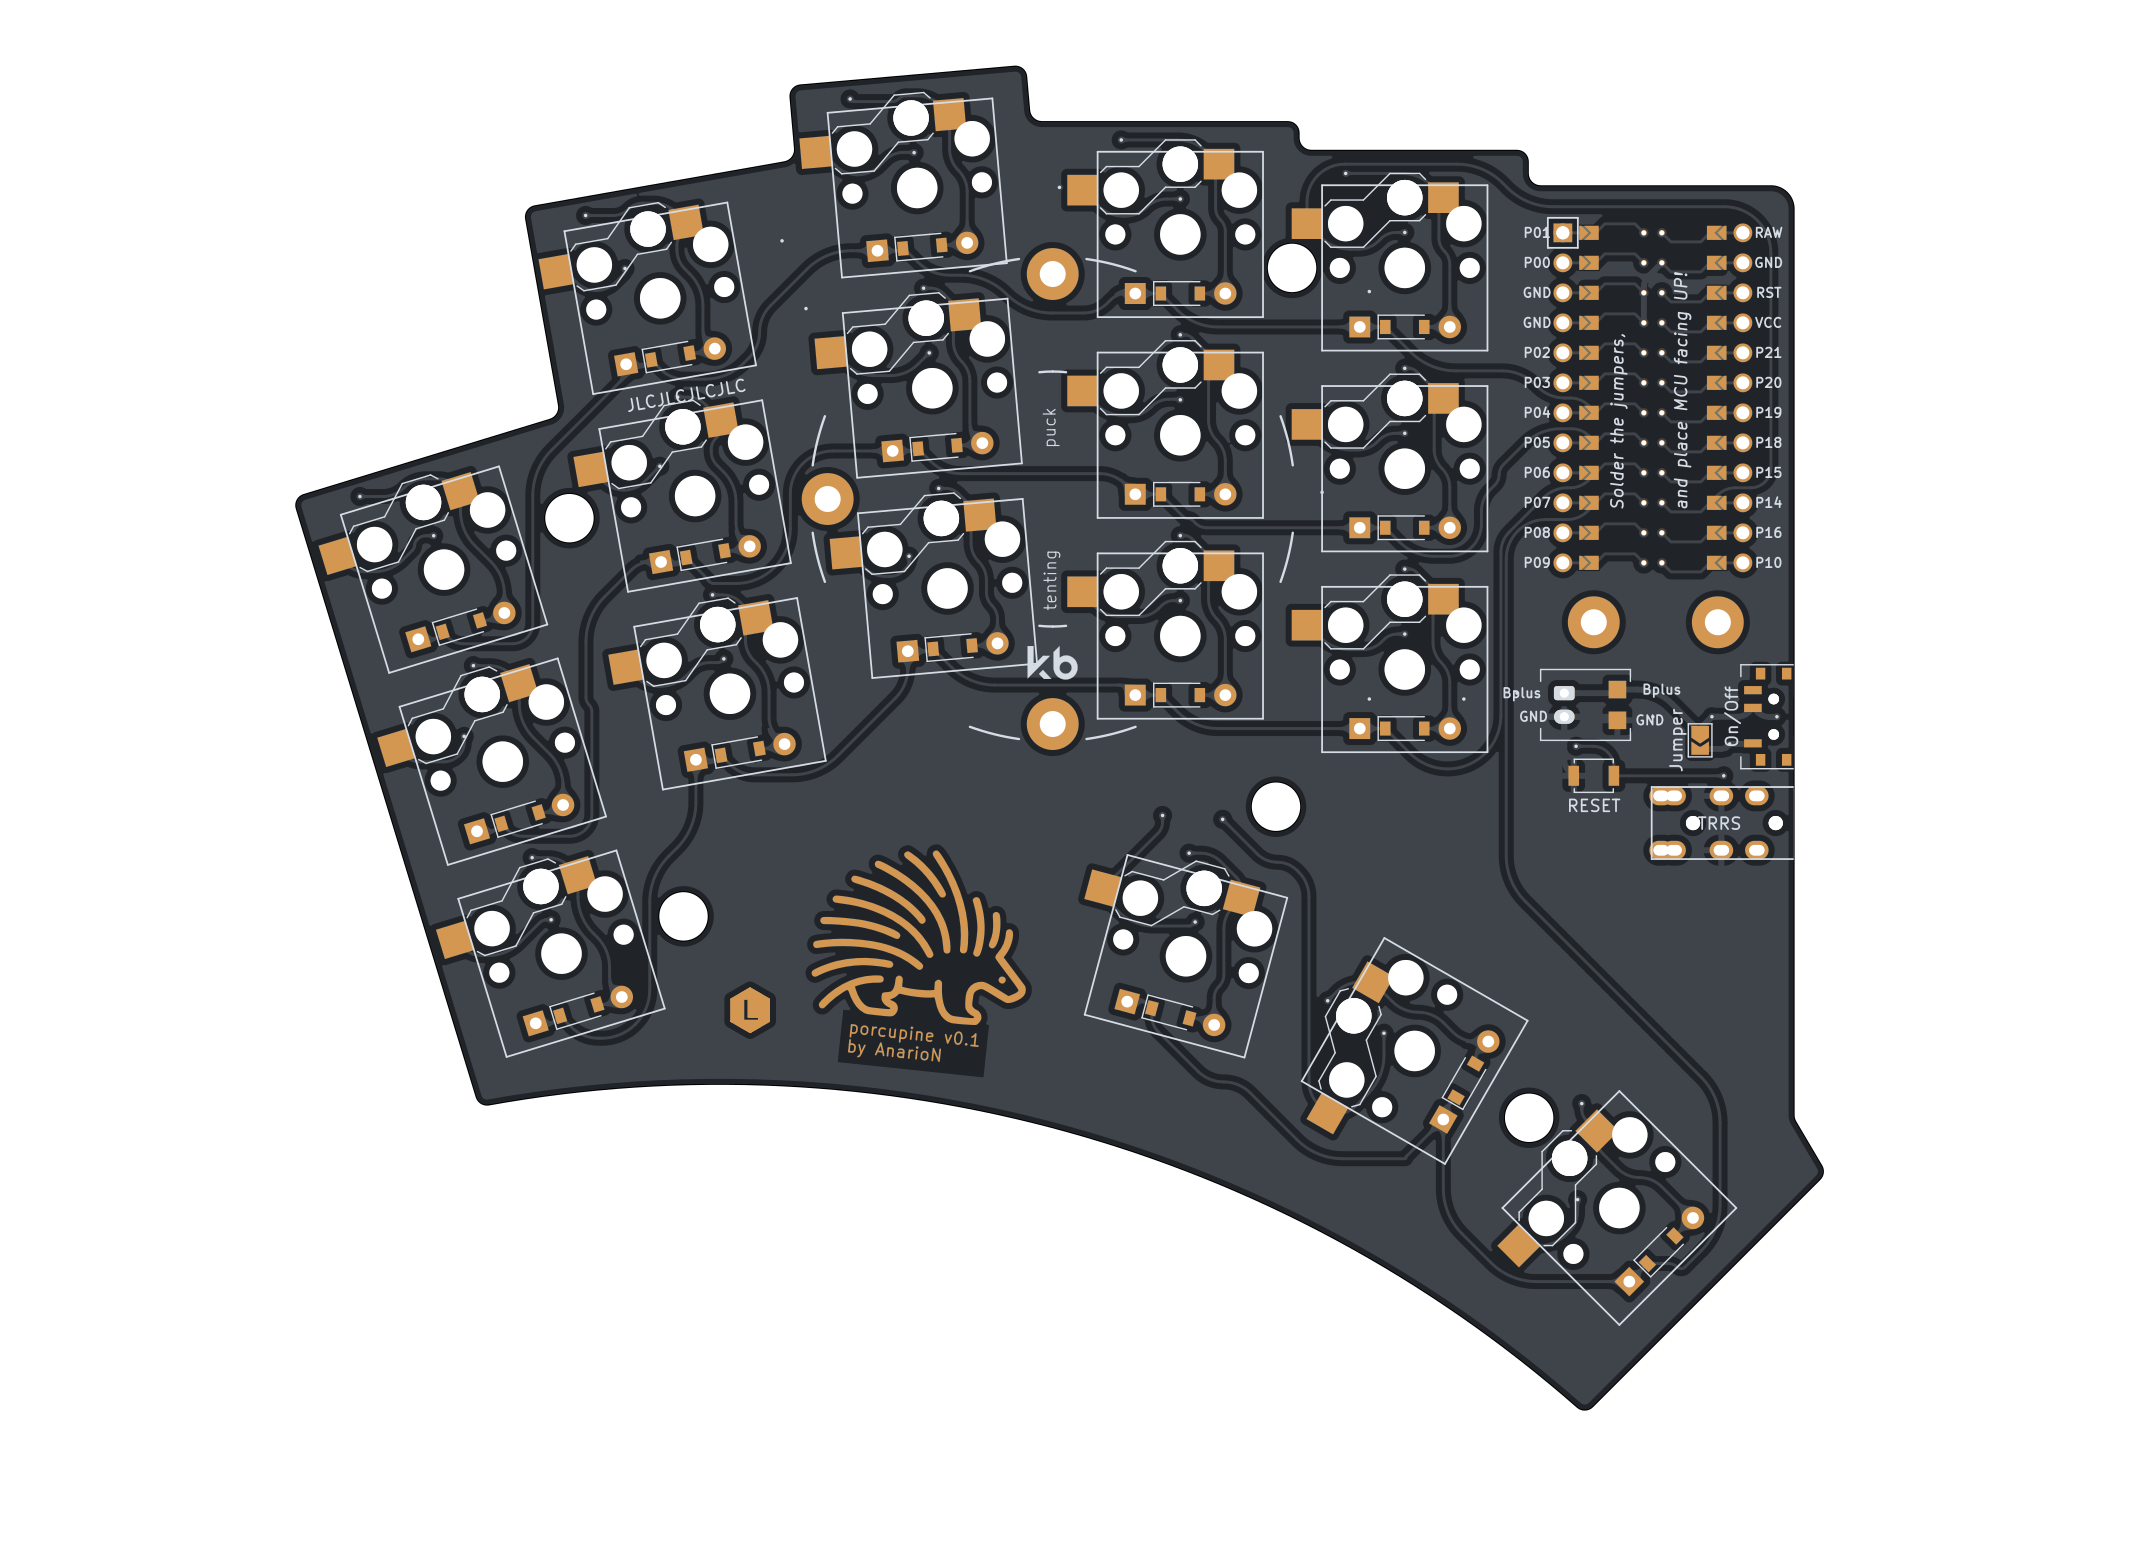 P01
P00
GND
GND
P02
P03
P04
P05
P06
P07
P08
P09
RAW
GND
RST
VCC
P21
P20
P19
P18
P15
P14
P16
P10
Solder the jumpers,
and place MCU facing UP!
JLCJLCJLCJLC
puck
tenting
kb
Bplus
Bplus
GND
GND
Jumper
On/Off
RESET
TRRS
L
porcupine v0.1
by AnarioN